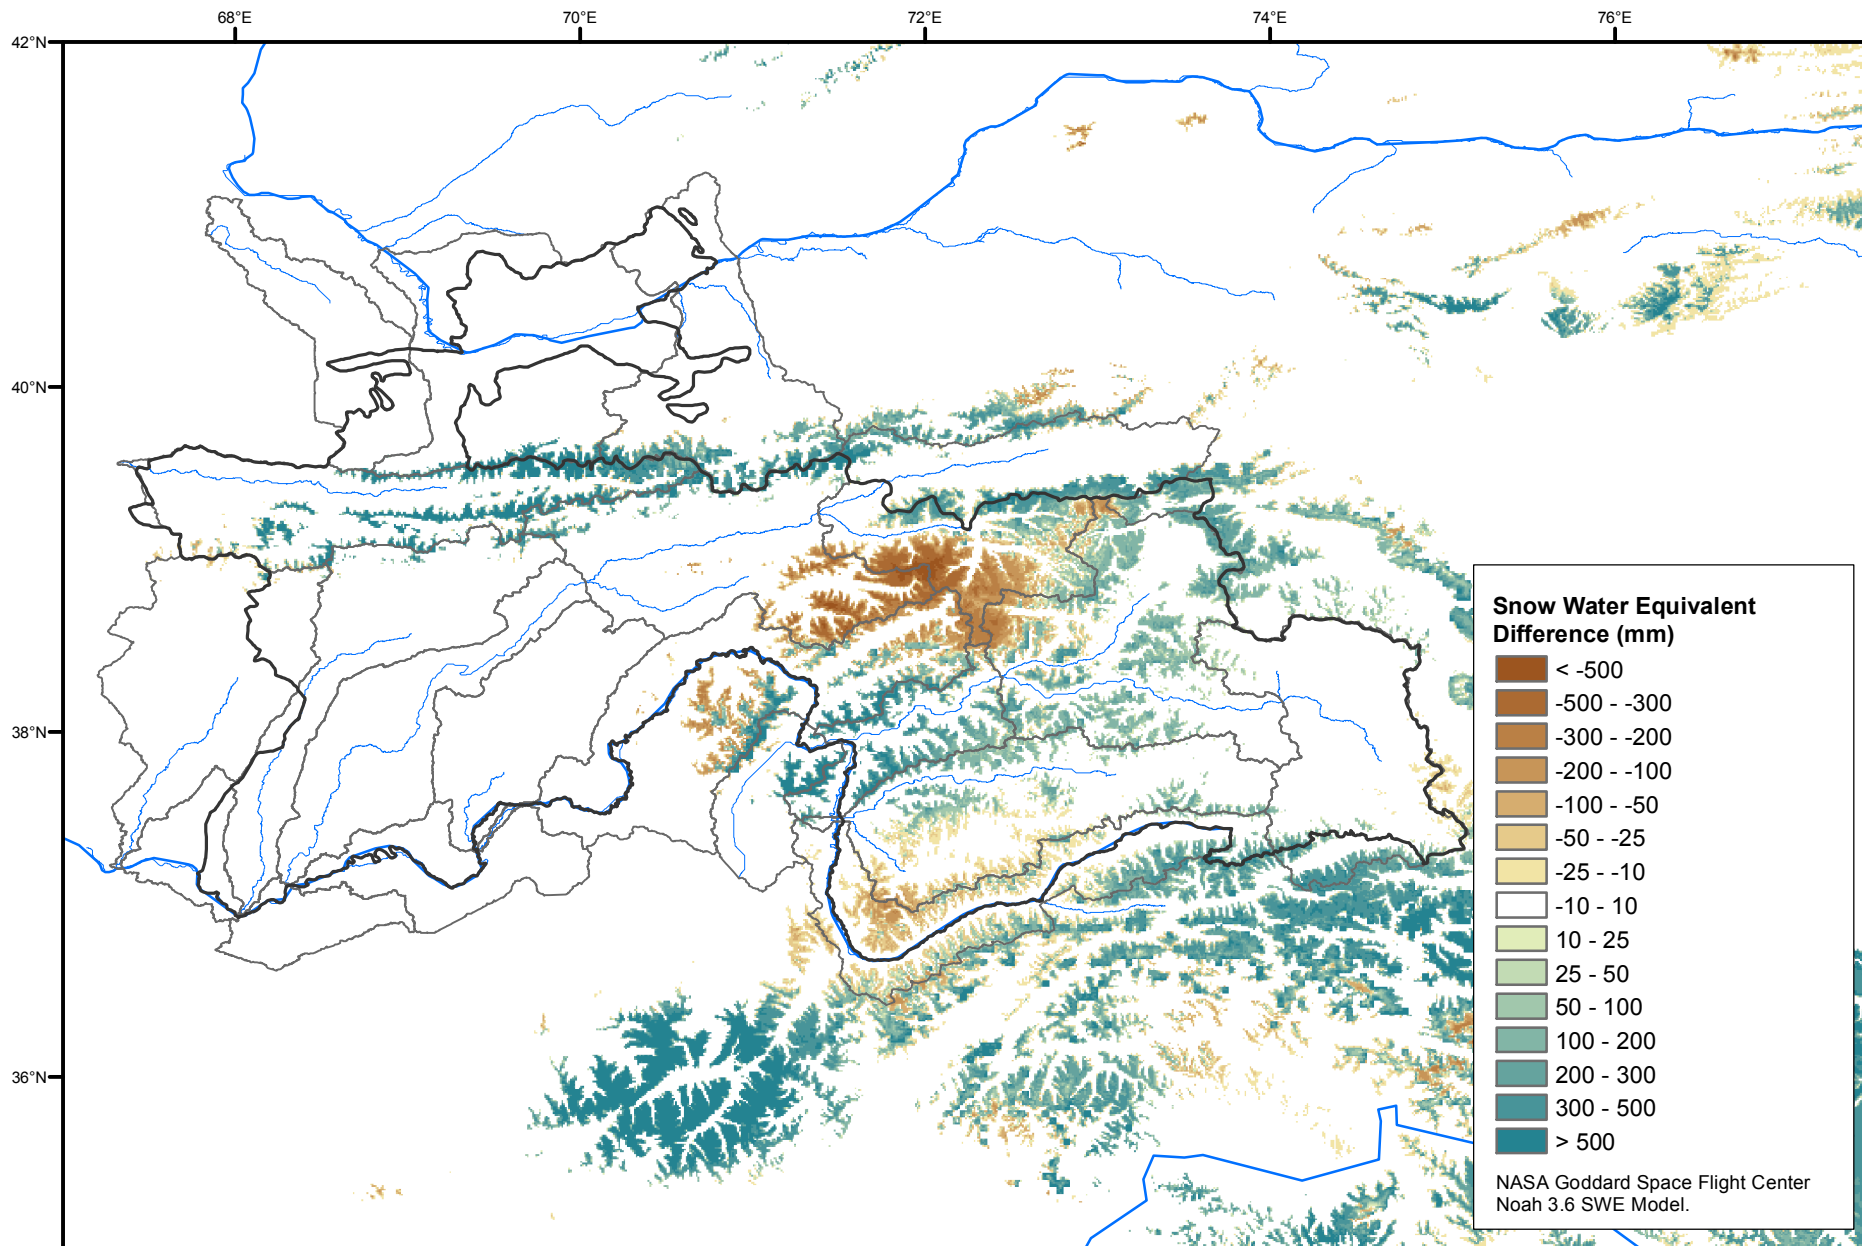 68°E
70°E
72°E
74°E
76°E
42°N
40°N
38°N
36°N
Snow Water Equivalent
Difference (mm)
< -500
-500 - -300
-300 - -200
-200 - -100
-100 - -50
-50 - -25
-25 - -10
-10 - 10
10 - 25
25 - 50
50 - 100
100 - 200
200 - 300
300 - 500
> 500
NASA Goddard Space Flight Center
Noah 3.6 SWE Model.